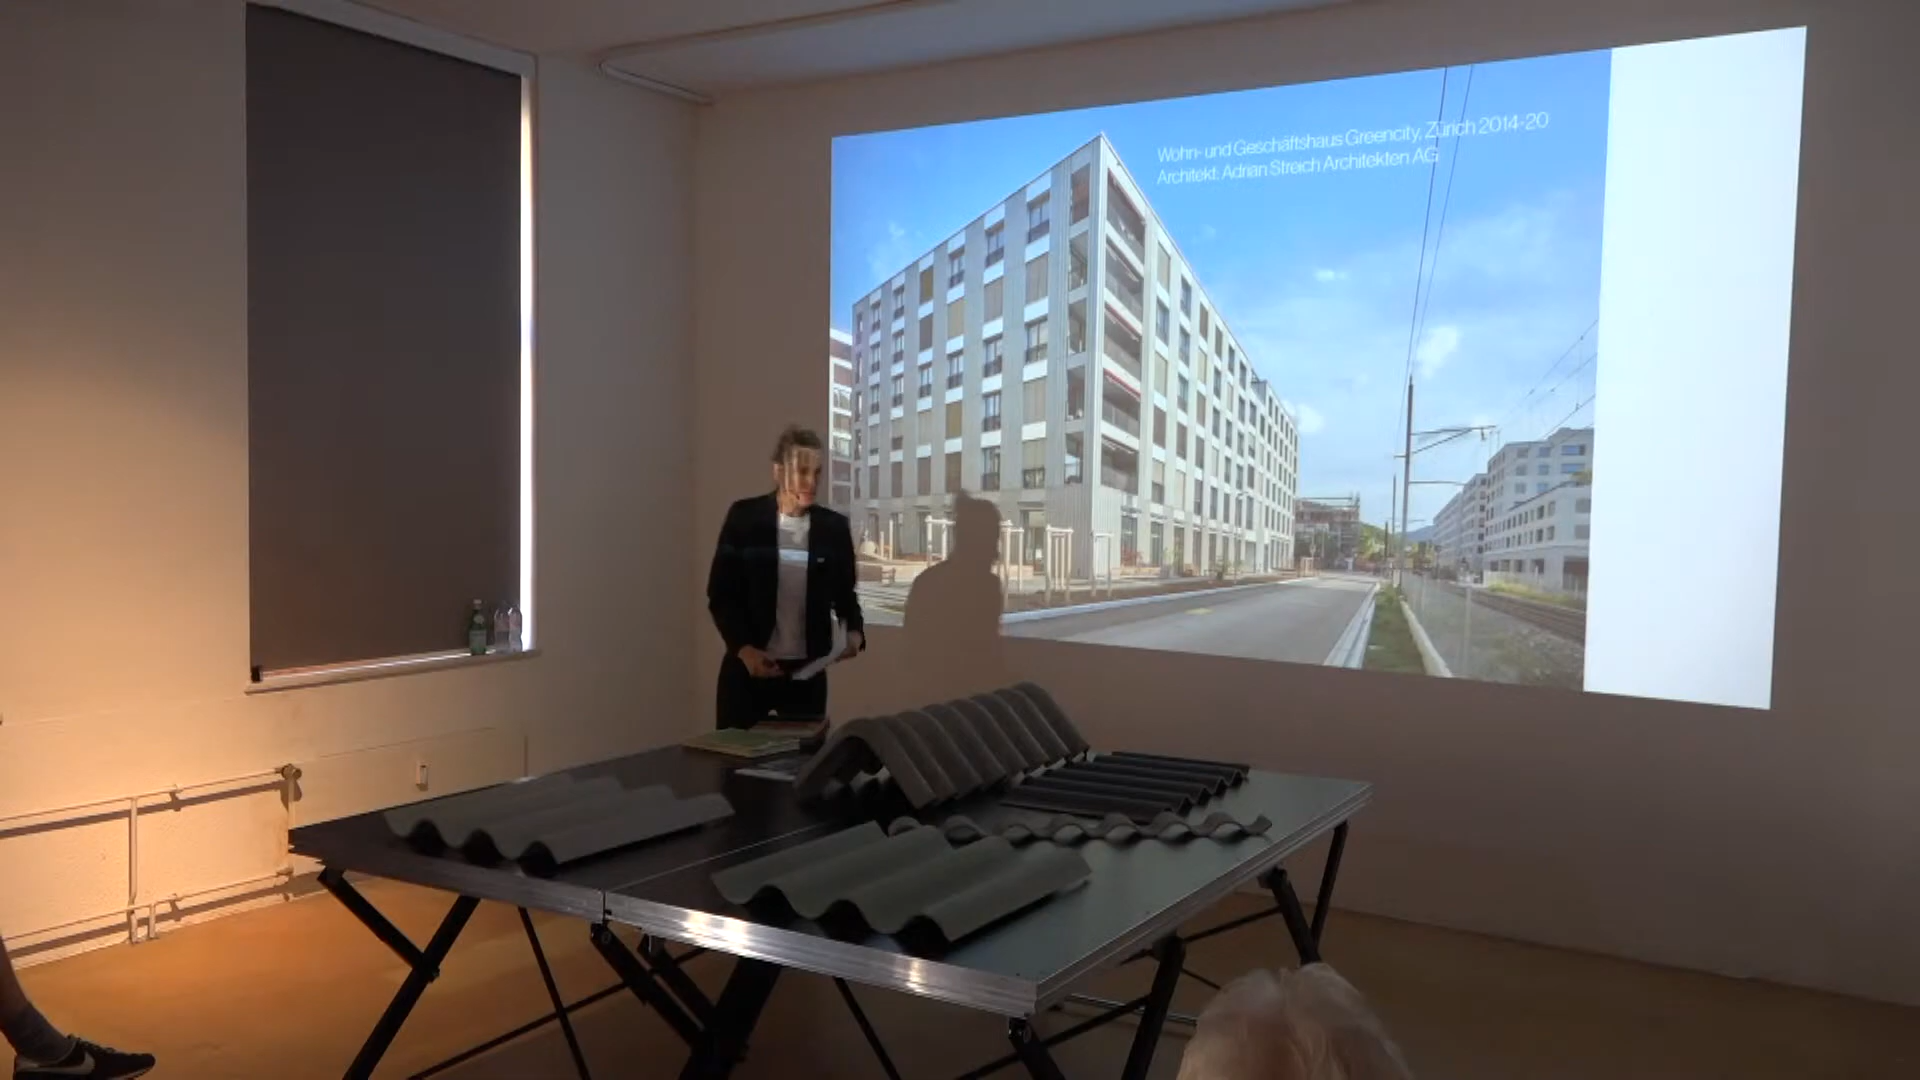 Wohn- und Geschäftshaus Greencity, Zürich 2014-20
Architekt: Adrian Streich Architekten AG